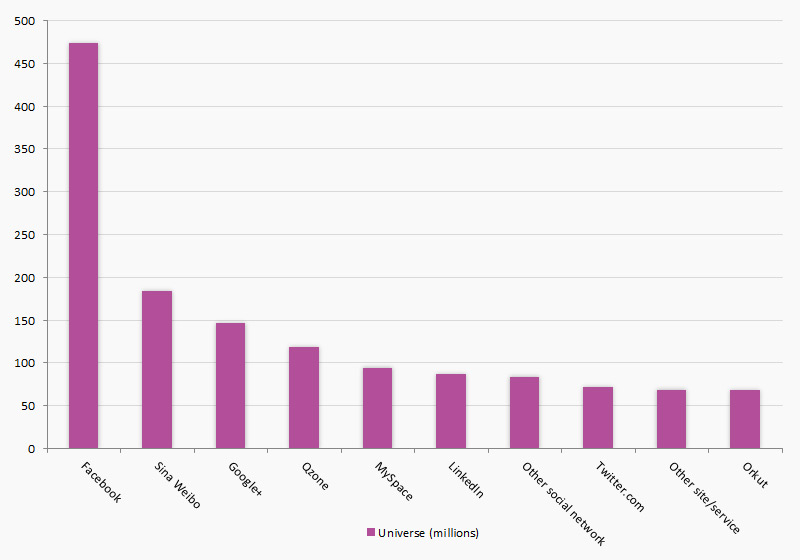 500
450
400
350
300
250
200
150
100
50
0
Facebook
Sina Weibo
Google+
Qzone
MySpace
LinkedIn
Other social network
Twitter.com
Other site/service
Orkut
Universe (millions)